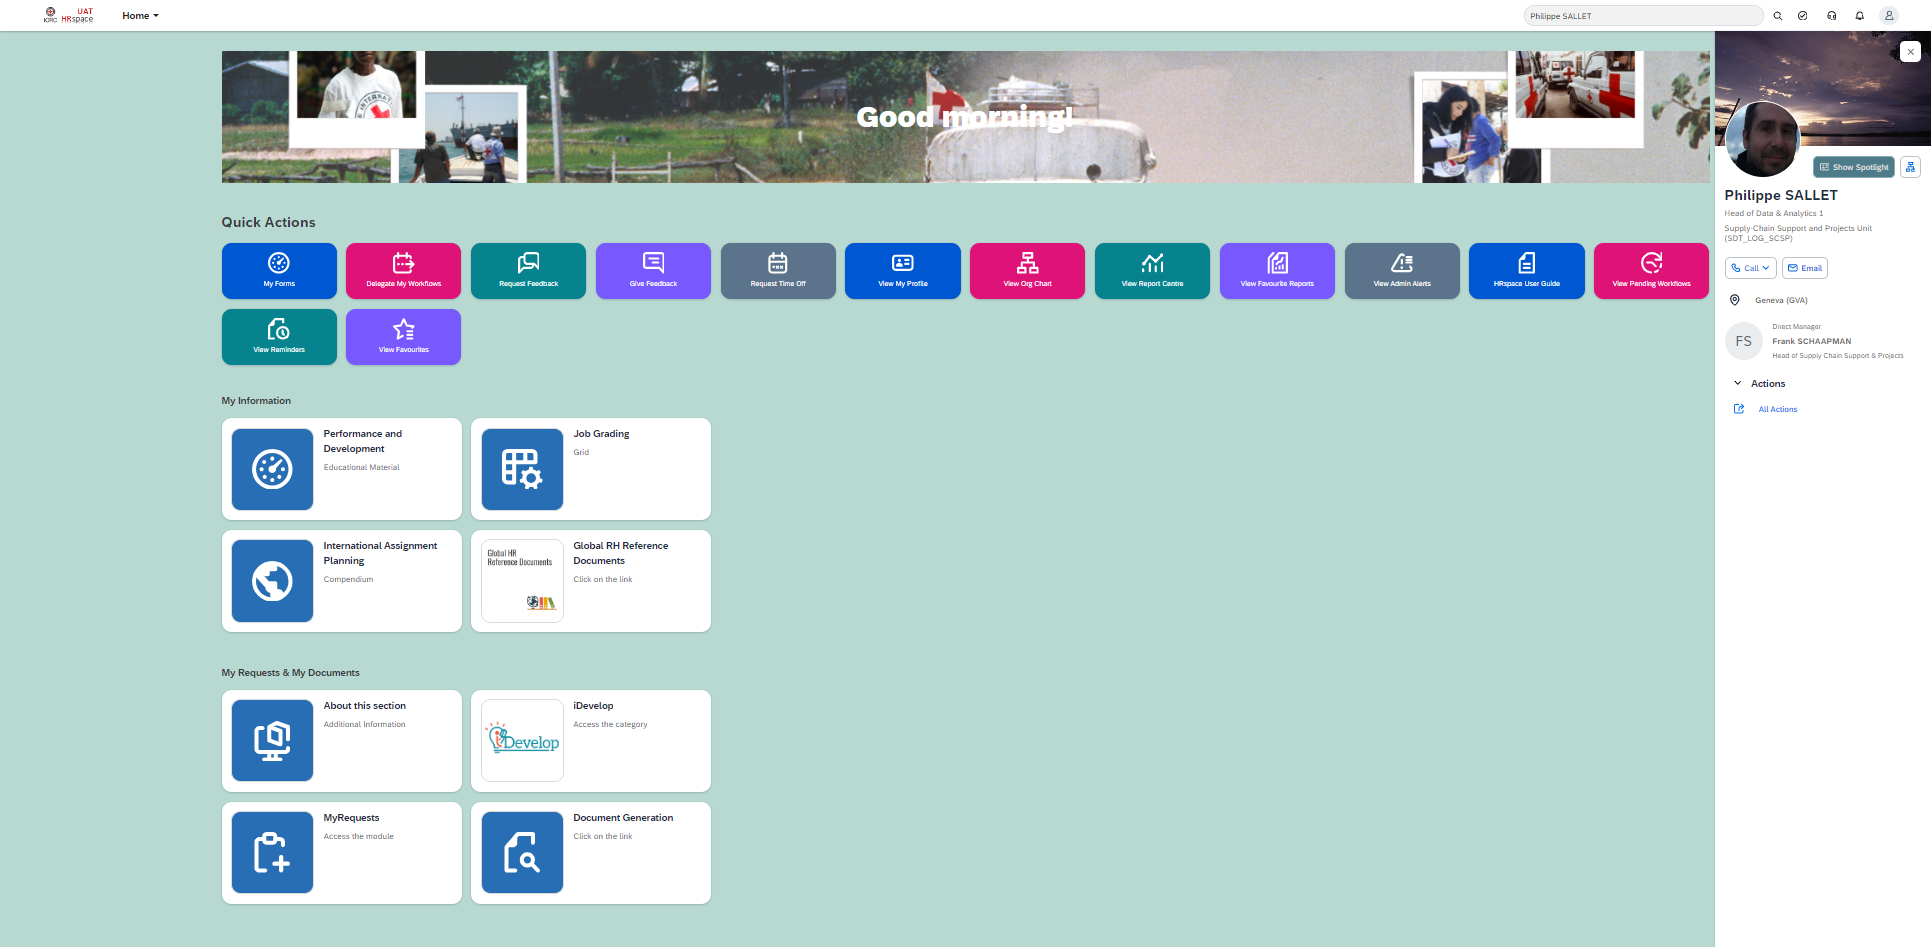 ICRC
UAT
HRspace
Home
Philippe SALLET
Good morning!
INTERNAT
Show Spotlight
Philippe SALLET
Head of Data & Analytics 1
Supply-Chain Support and Projects Unit
(SDT_LOG_SCSP)
Call
Email
Geneva (GVA)
FS
Direct Manager
Frank SCHAAPMAN
Head of Supply Chain Support & Projects
Actions
All Actions
Quick Actions
My Forms
Delegate My Workflows
Request Feedback
Give Feedback
Request Time Off
View My Profile
View Org Chart
View Report Centre
View Favourite Reports
View Admin Alerts
HRspace User Guide
View Pending Workflows
View Reminders
View Favourites
My Information
Performance and
Development
Educational Material
Job Grading
Grid
International Assignment
Planning
Compendium
Global HR
Reference Documents
Global RH Reference
Documents
Click on the link
My Requests & My Documents
About this section
Additional Information
iDevelop
iDevelop
Access the category
MyRequests
Access the module
Document Generation
Click on the link